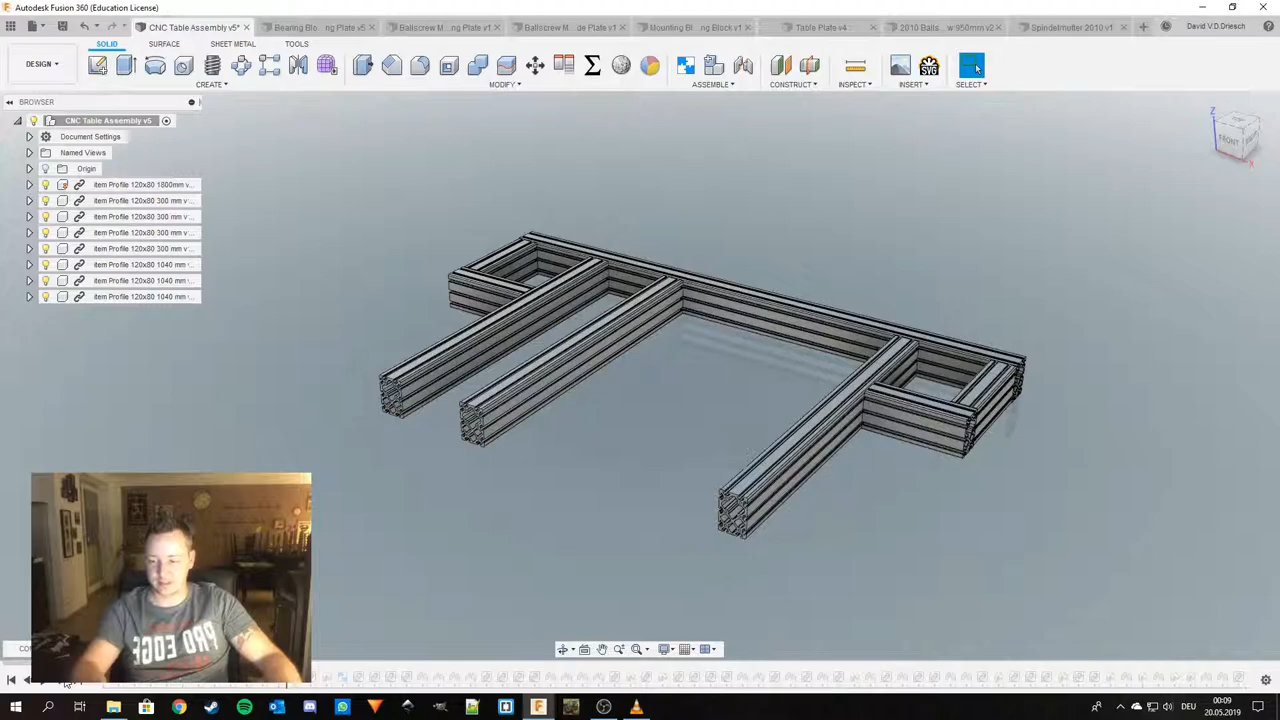 Autodesk Fusion 360 (Education License)
CNC Table Assembly v5*
Bearing Blo... ng Plate v5
Ballscrew M... ng Plate v1
Ballscrew M... de Plate v1
Mounting Bl... ng Block v1
Table Plate v4
2010 Balls... w 950mm v2
Spindelmutter 2010 v1
David V.D.Driesch
SOLID
SURFACE
SHEET METAL
TOOLS
DESIGN
CREATE
MODIFY
ASSEMBLE
CONSTRUCT
INSPECT
INSERT
SVG
SELECT
BROWSER
CNC Table Assembly v5
Document Settings
Named Views
Origin
item Profile 120x80 1800mm v...
item Profile 120x80 300 mm v...
item Profile 120x80 300 mm v...
item Profile 120x80 300 mm v...
item Profile 120x80 300 mm v...
item Profile 120x80 1040 mm v...
item Profile 120x80 1040 mm v...
item Profile 120x80 1040 mm v...
Z
FRONT
X
PRO EDGE
DEU
00:09
20.05.2019